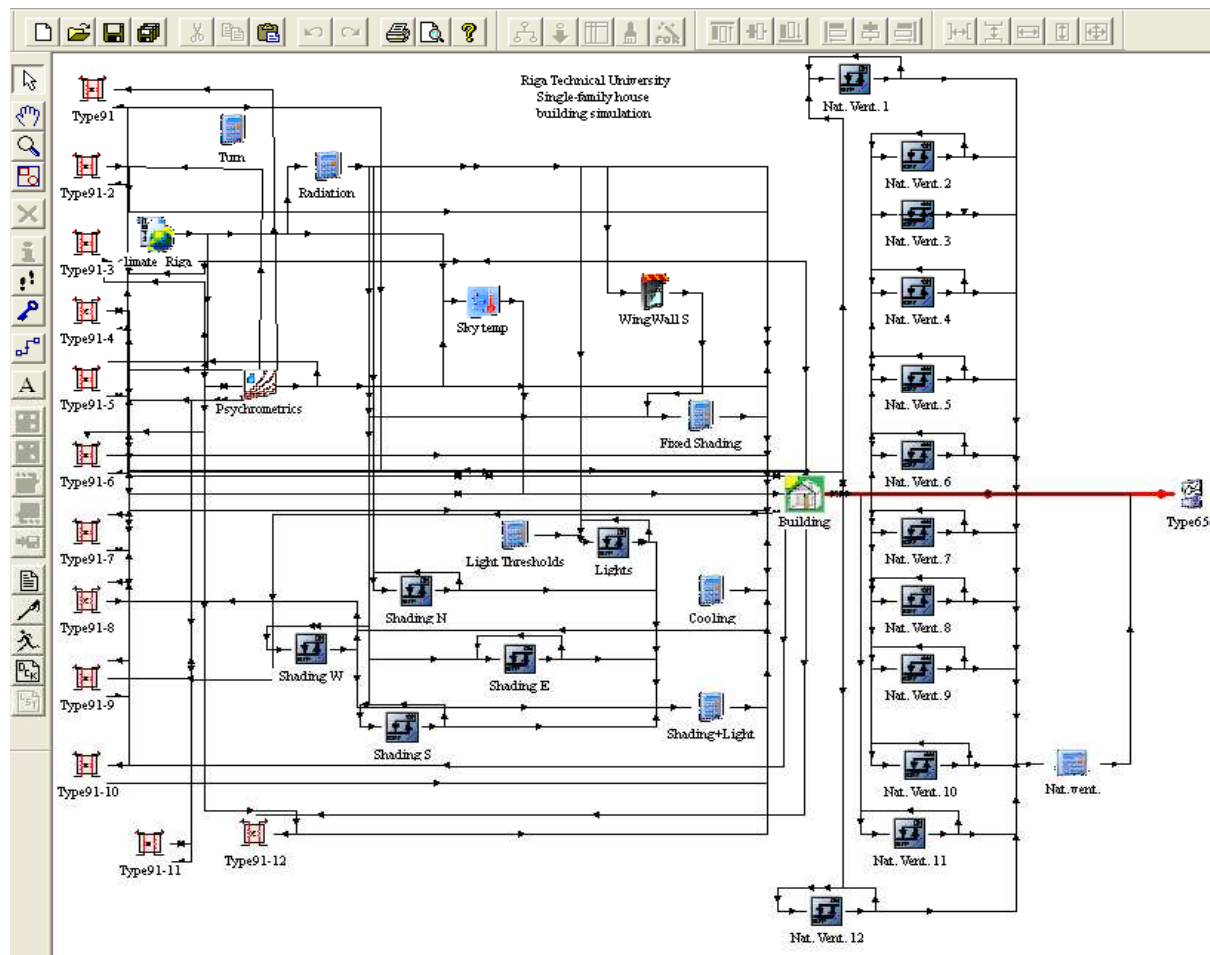 Riga Technical University
Single-family house
building simulation
Type91
Turn
Nat. Vent. 1
Type91-2
Radiation
Nat. Vent. 2
Type91-3
limate Riga
Nat. Vent. 3
Type91-4
Sky temp
WingWall S
Nat. Vent. 4
Type91-5
Psychrometrics
Nat. Vent. 5
Fixed Shading
Type91-6
Nat. Vent. 6
Building
Type65
Type91-7
Light Thresholds
Lights
Nat. Vent. 7
Type91-8
Shading N
Cooling
Nat. Vent. 8
Shading W
Shading E
Type91-9
Nat. Vent. 9
Shading S
Shading+Light
Type91-10
Nat. Vent. 10
Nat.vent.
Type91-11
Type91-12
Nat. Vent. 11
Nat. Vent. 12
A
FOR